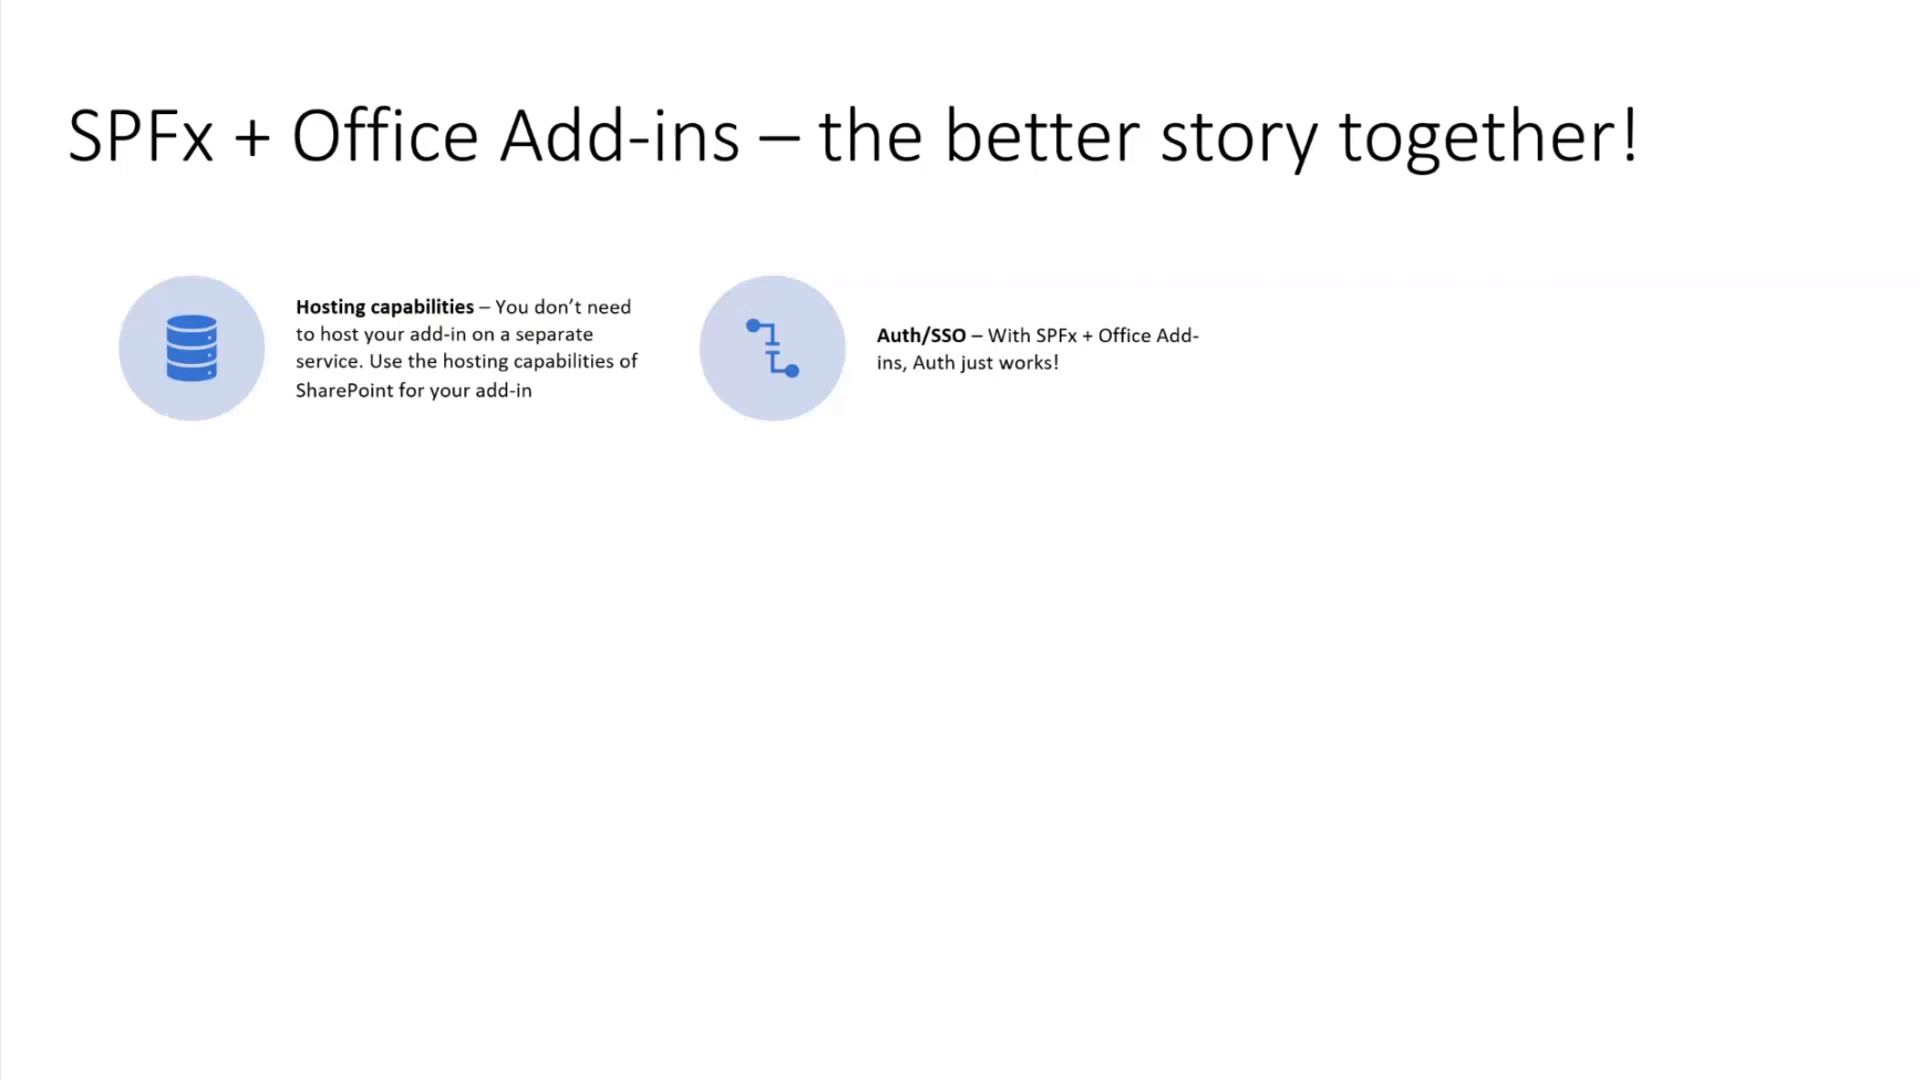 SPFx + Office Add-ins – the better story together!
Hosting capabilities – You don’t need
to host your add-in on a separate
service. Use the hosting capabilities of
SharePoint for your add-in
Auth/SSO – With SPFx + Office Add-
ins, Auth just works!